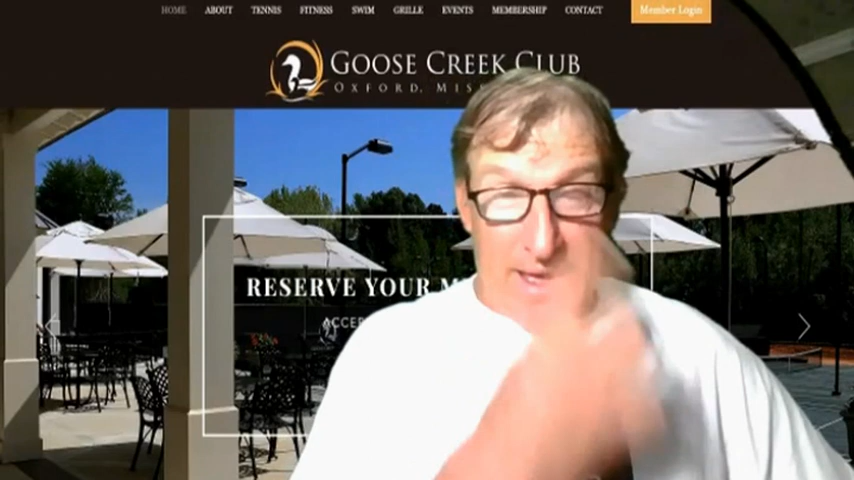 HOME ABOUT TENNIS FITNESS SWIM GRILLE EVENTS MEMBERSHIP CONTACT Member Login
GOOSE CREEK CLUB
OXFORD,
RESERVE YOUR